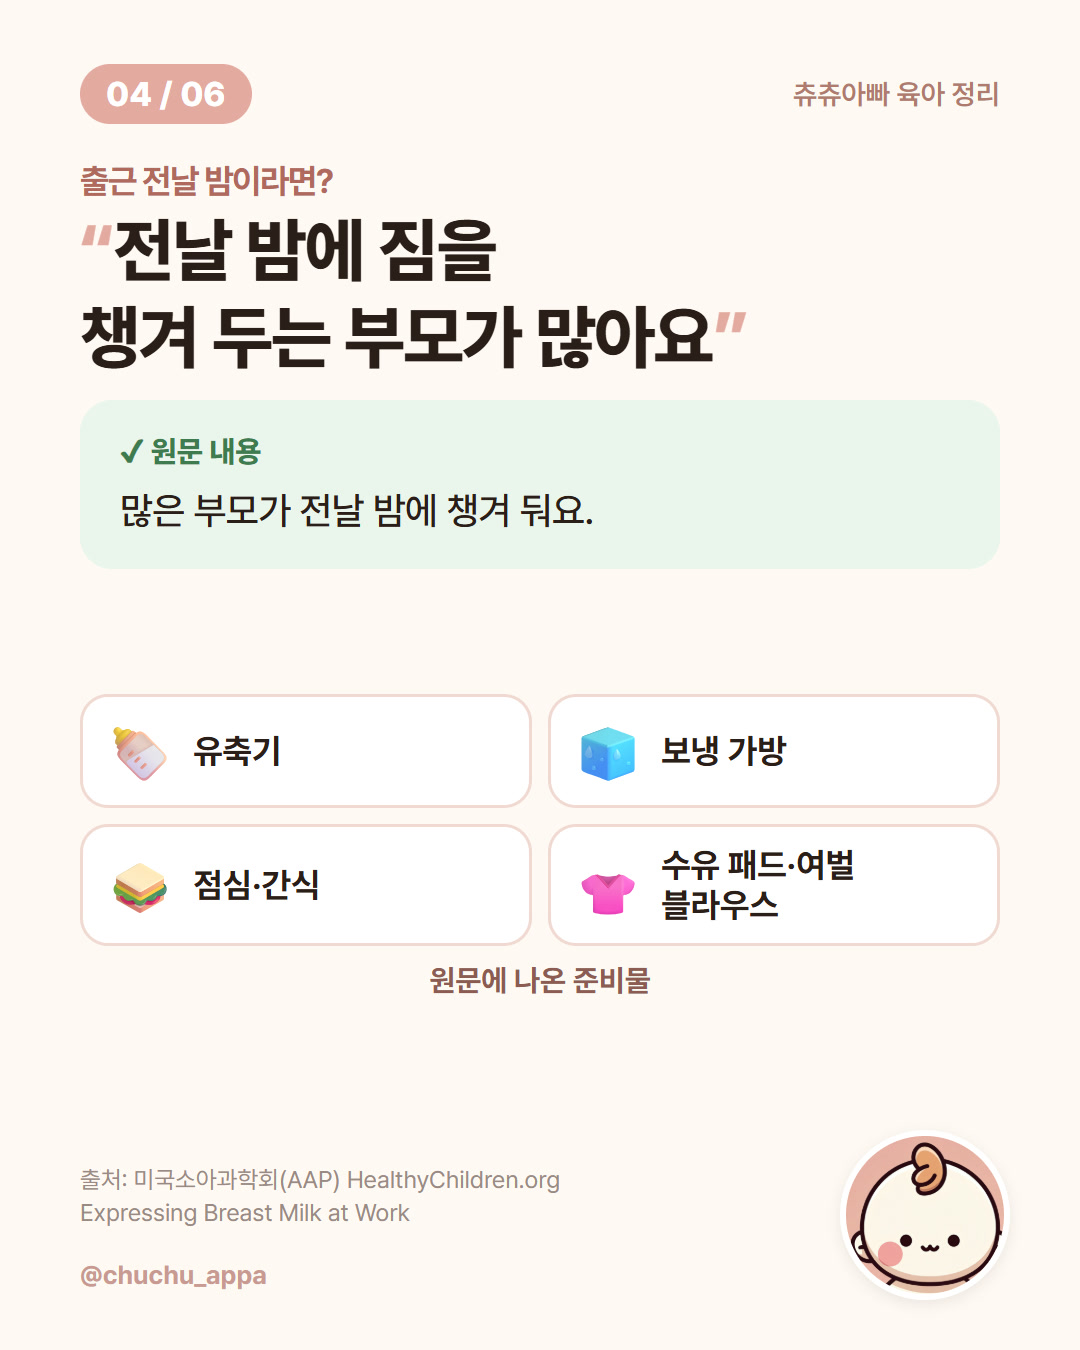 04 / 06
츄츄아빠 육아 정리
출근 전날 밤이라면?
“전날 밤에 짐을
챙겨 두는 부모가 많아요”
✔ 원문 내용
많은 부모가 전날 밤에 챙겨 둬요.
유축기
보냉 가방
점심·간식
수유 패드·여벌
블라우스
원문에 나온 준비물
출처: 미국소아과학회(AAP) HealthyChildren.org
Expressing Breast Milk at Work
@chuchu_appa